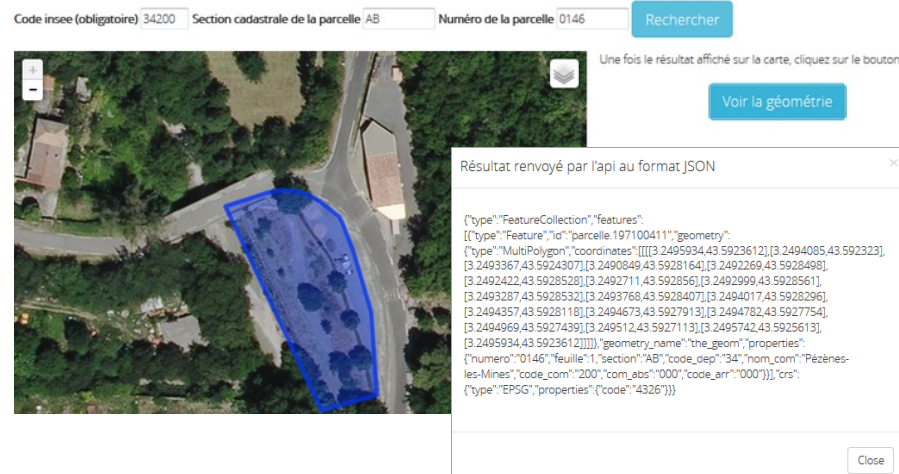 Code insee (obligatoire) 34200 Section cadastrale de la parcelle AB Numéro de la parcelle 0146 Rechercher
Une fois le résultat affiché sur la carte, cliquez sur le bouton
+
-
Voir la géométrie
Résultat renvoyé par l'api au format JSON ×
{"type":"FeatureCollection","features":
[{"type":"Feature","id":"parcelle.197100411","geometry":
{"type":"MultiPolygon","coordinates":[[[[3.2495934,43.5923612],[3.2494085,43.592323],
[3.2493367,43.5924307],[3.2490849,43.5928164],[3.2492269,43.5928498],
[3.2492422,43.5928528],[3.2492711,43.592856],[3.2492999,43.5928561],
[3.2493287,43.5928532],[3.2493768,43.5928407],[3.2494017,43.5928296],
[3.2494357,43.5928118],[3.2494673,43.5927913],[3.2494782,43.5927754],
[3.2494969,43.5927439],[3.249512,43.5927113],[3.2495742,43.5925613],
[3.2495934,43.5923612]]]]},"geometry_name":"the_geom","properties":
{"numero":"0146","feuille":1,"section":"AB","code_dep":"34","nom_com":"Pézènes-
les-Mines","code_com":"200","com_abs":"000","code_arr":"000"}}],"crs":
{"type":"EPSG","properties":{"code":"4326"}}}
Close